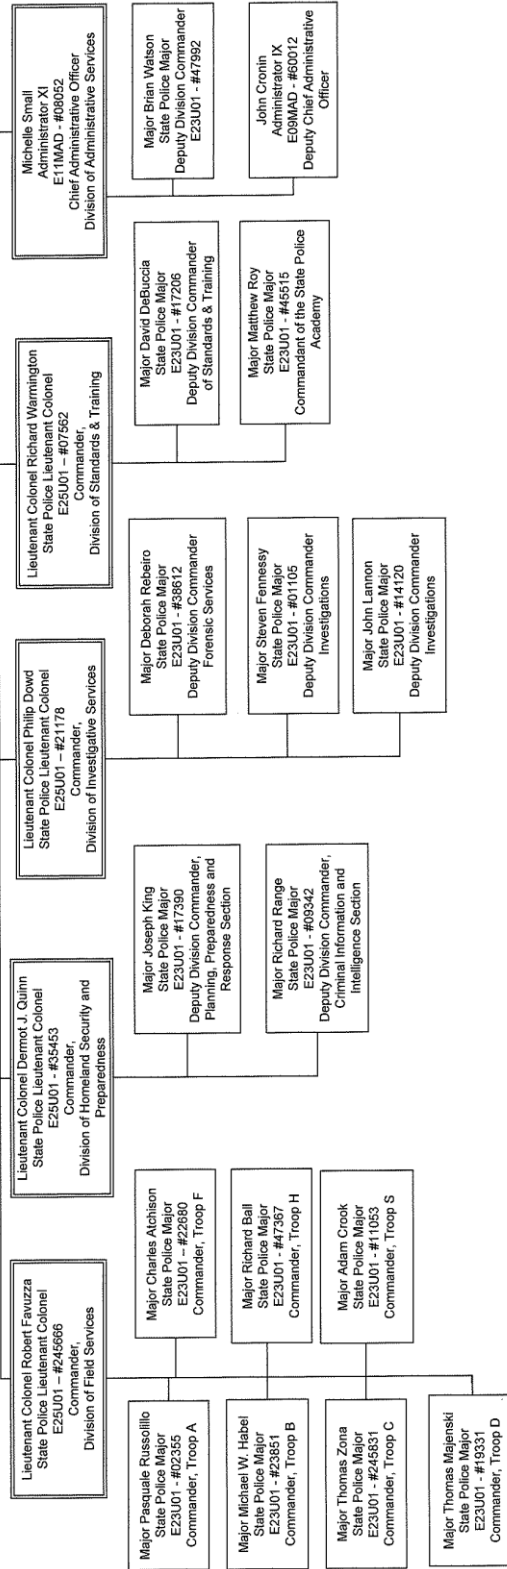 Lieutenant Colonel Robert Favuzza
State Police Lieutenant Colonel
E25U01 – #245666
Commander,
Division of Field Services
Major Pasquale Russolillo
State Police Major
E23U01 - #02355
Commander, Troop A
Major Michael W. Habel
State Police Major
E23U01 - #23851
Commander, Troop B
Major Thomas Zona
State Police Major
E23U01 - #245831
Commander, Troop C
Major Thomas Majenski
State Police Major
E23U01 - #19331
Commander, Troop D
Major Charles Atchison
State Police Major
E23U01 – #22680
Commander, Troop F
Major Richard Ball
State Police Major
E23U01 - #47367
Commander, Troop H
Major Adam Crook
State Police Major
E23U01 - #11053
Commander, Troop S
Lieutenant Colonel Dermot J. Quinn
State Police Lieutenant Colonel
E25U01 - #35453
Commander,
Division of Homeland Security and
Preparedness
Major Joseph King
State Police Major
E23U01 - #17390
Deputy Division Commander,
Planning, Preparedness and
Response Section
Major Richard Range
State Police Major
E23U01 - #09342
Deputy Division Commander,
Criminal Information and
Intelligence Section
Lieutenant Colonel Philip Dowd
State Police Lieutenant Colonel
E25U01 – #21178
Commander,
Division of Investigative Services
Major Deborah Rebeiro
State Police Major
E23U01 - #38612
Deputy Division Commander
Forensic Services
Major Steven Fennessy
State Police Major
E23U01 - #01105
Deputy Division Commander
Investigations
Major John Lannon
State Police Major
E23U01 - #14120
Deputy Division Commander
Investigations
Lieutenant Colonel Richard Warmington
State Police Lieutenant Colonel
E25U01 – #07562
Commander,
Division of Standards & Training
Major David DeBuccia
State Police Major
E23U01 - #17206
Deputy Division Commander
of Standards & Training
Major Matthew Roy
State Police Major
E23U01 - #45515
Commandant of the State Police
Academy
Michelle Small
Administrator XI
E11MAD - #08052
Chief Administrative Officer
Division of Administrative Services
Major Brian Watson
State Police Major
Deputy Division Commander
E23U01 - #47992
John Cronin
Administrator IX
E09MAD - #60012
Deputy Chief Administrative
Officer